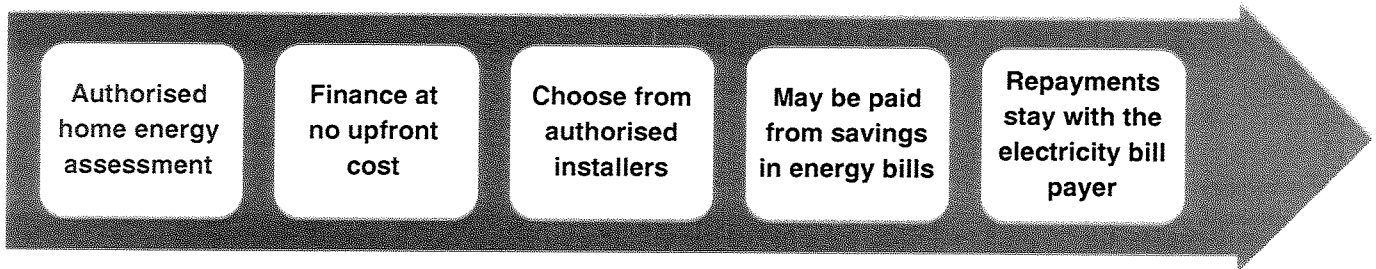 Authorised
home energy
assessment
Finance at
no upfront
cost
Choose from
authorised
installers
May be paid
from savings
in energy bills
Repayments
stay with the
electricity bill
payer